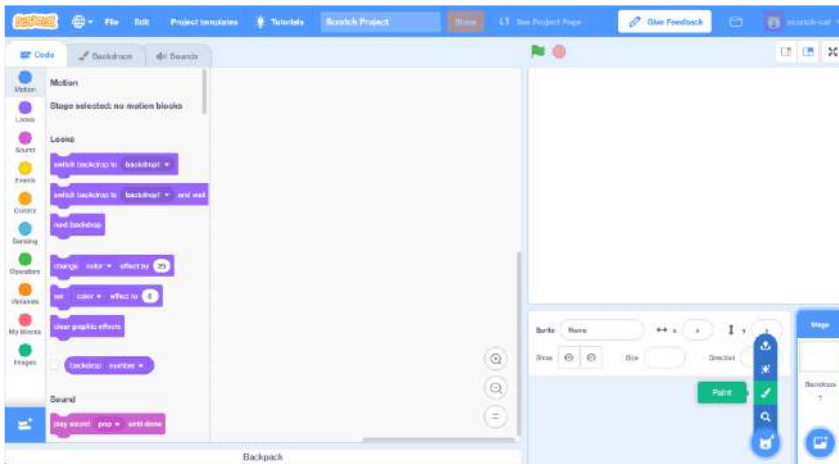 SCRATCH File Edit Project templates Tutorials Scratch Project Share See Project Page Give Feedback scratch-cat
Code Backdrops Sounds
Motion
Looks
Sound
Events
Control
Sensing
Operators
Variables
My Blocks
Images
Motion
Stage selected: no motion blocks
Looks
switch backdrop to backdrop1
switch backdrop to backdrop1 and wait
next backdrop
change color effect by 25
set color effect to 0
clear graphic effects
backdrop number
Sound
play sound pop until done
Backpack
Sprite Name x x y y
Show Size Direction
Paint
Stage
Backdrops
1